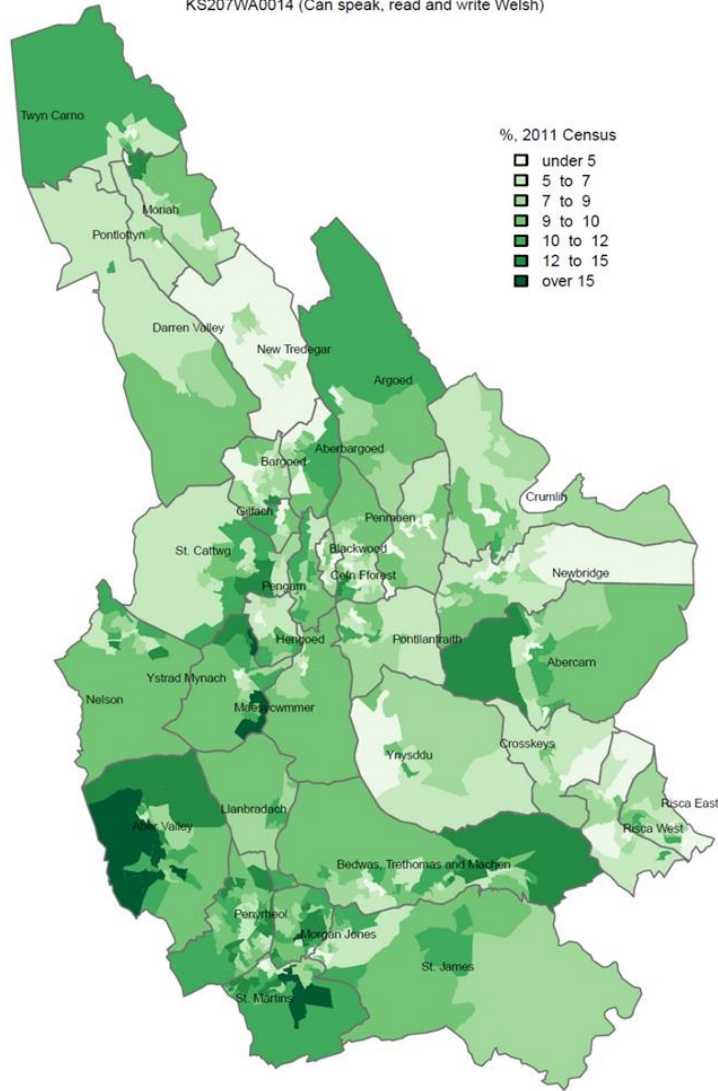 KS207WA0014 (Can speak, read and write Welsh)
%, 2011 Census
under 5
5 to 7
7 to 9
9 to 10
10 to 12
12 to 15
over 15
Twyn Carno
Moriah
Pontlottyn
Darren Valley
New Tredegar
Argoed
Aberbargoed
Bargoed
Crumlin
Gilfach
Penmaen
St. Cattwg
Blackwood
Cefn Fforest
Newbridge
Pengam
Hengoed
Pontllanfraith
Abercarn
Ystrad Mynach
Nelson
Maesycwmmer
Ynysddu
Crosskeys
Risca East
Llanbradach
Aber Valley
Risca West
Bedwas, Trethomas and Machen
Penyrheol
Morgan Jones
St. James
St. Martins